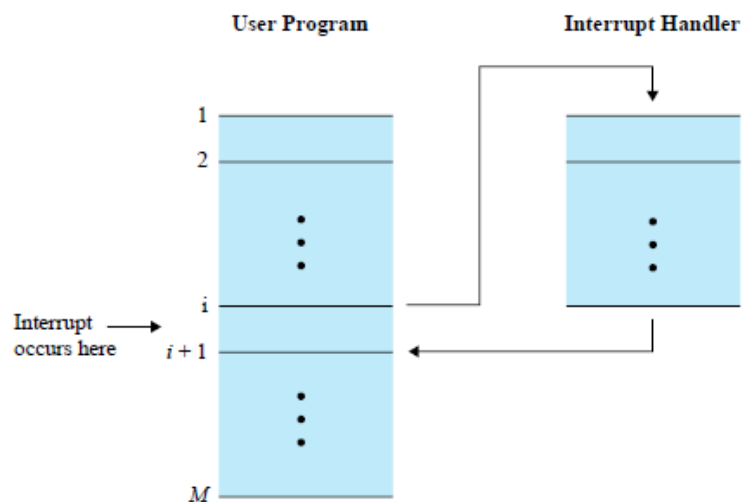 User Program
Interrupt Handler
1
2
i
Interrupt
occurs here
i + 1
M